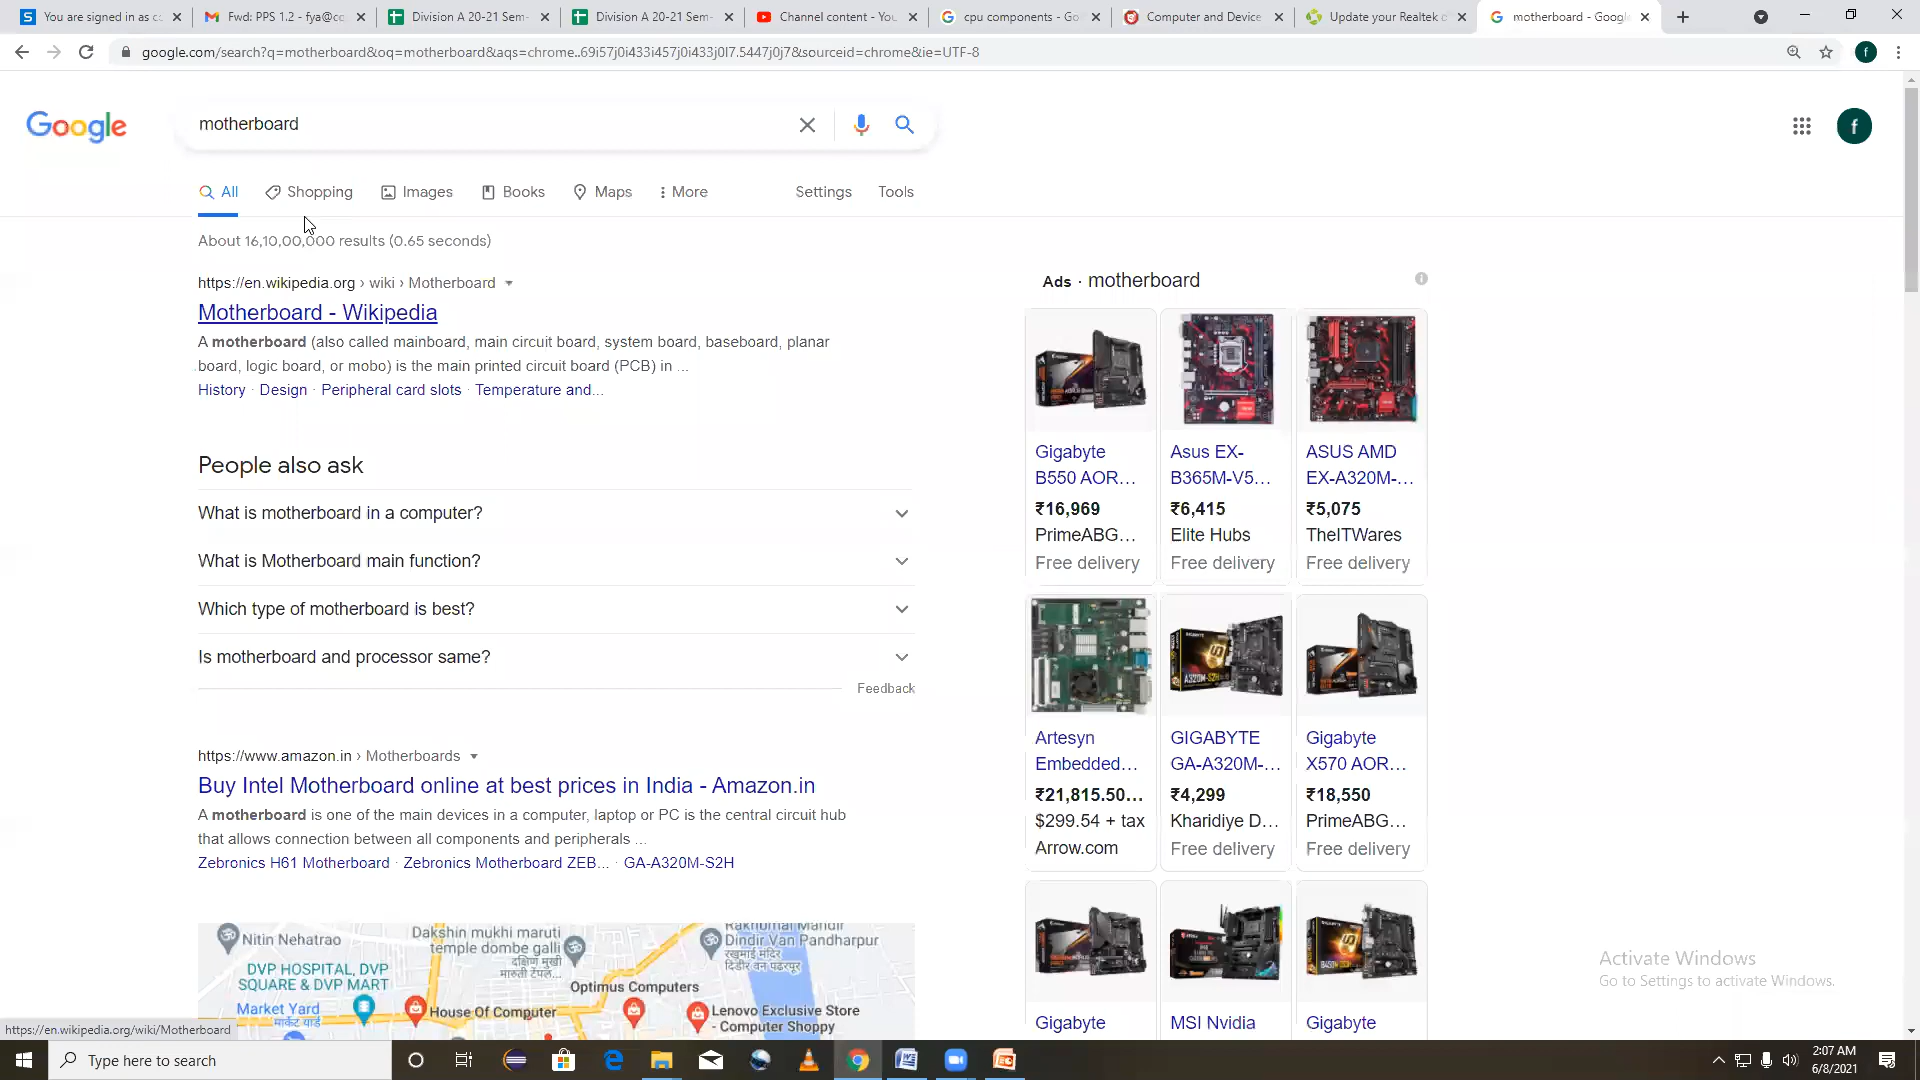 You are signed in as co
Fwd: PPS 1.2 - fya@co
Division A 20-21 Sem-
Division A 20-21 Sem-
Channel content - You
cpu components - Go
Computer and Device
Update your Realtek
motherboard - Google
google.com/search?q=motherboard&oq=motherboard&aqs=chrome..69i57j0i433i457j0i433j0l7.5447j0j7&sourceid=chrome&ie=UTF-8
f
Google
motherboard
f
All
Shopping
Images
Books
Maps
More
Settings
Tools
About 16,10,00,000 results (0.65 seconds)
https://en.wikipedia.org › wiki › Motherboard
Motherboard - Wikipedia
A motherboard (also called mainboard, main circuit board, system board, baseboard, planar
board, logic board, or mobo) is the main printed circuit board (PCB) in ...
History · Design · Peripheral card slots · Temperature and...
People also ask
What is motherboard in a computer?
What is Motherboard main function?
Which type of motherboard is best?
Is motherboard and processor same?
Feedback
https://www.amazon.in › Motherboards
Buy Intel Motherboard online at best prices in India - Amazon.in
A motherboard is one of the main devices in a computer, laptop or PC is the central circuit hub
that allows connection between all components and peripherals ...
Zebronics H61 Motherboard · Zebronics Motherboard ZEB... · GA-A320M-S2H
Nitin Nehatrao
Dakshin mukhi maruti
temple dombe galli
दक्षिण मुखी
मारुती टेंपल...
Rakhumai Mandir
Dindir Van Pandharpur
रखुमाई मंदिर
दिंडीर वन पंढरपूर
DVP HOSPITAL, DVP
SQUARE & DVP MART
Market Yard
मार्केट यार्ड
House Of Computer
Optimus Computers
Lenovo Exclusive Store
- Computer Shoppy
Ads · motherboard
Gigabyte
B550 AOR...
₹16,969
PrimeABG...
Free delivery
Asus EX-
B365M-V5...
₹6,415
Elite Hubs
Free delivery
ASUS AMD
EX-A320M-...
₹5,075
TheITWares
Free delivery
Artesyn
Embedded...
₹21,815.50...
$299.54 + tax
Arrow.com
GIGABYTE
GA-A320M-...
₹4,299
Kharidiye D...
Free delivery
Gigabyte
X570 AOR...
₹18,550
PrimeABG...
Free delivery
Gigabyte
MSI Nvidia
Gigabyte
Activate Windows
Go to Settings to activate Windows.
https://en.wikipedia.org/wiki/Motherboard
Type here to search
2:07 AM
6/8/2021